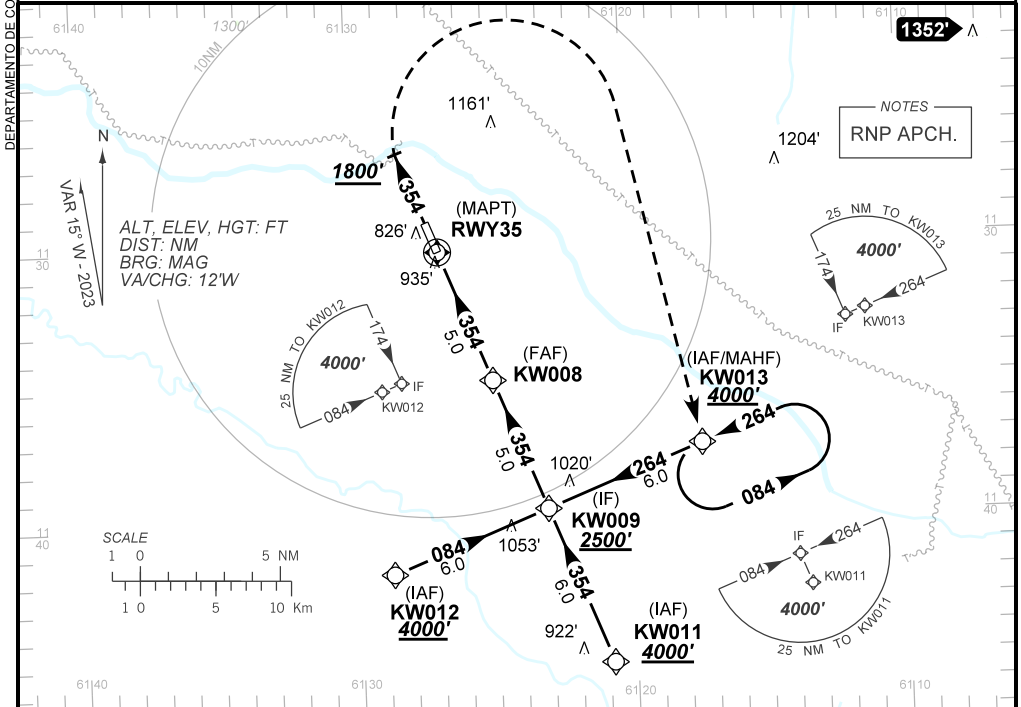 DEPARTAMENTO DE CO
61 40
1300'
61 30
61 20
61 10
1352'
10NM
1161'
NOTES
RNP APCH.
1204'
N
VAR 15° W - 2023
1800'
354
(MAPT)
RWY35
826'
935'
ALT, ELEV, HGT: FT
DIST: NM
BRG: MAG
VA/CHG: 12'W
11
30
11
30
25 NM TO KW013
4000'
174
264
IF
KW013
354
5.0
25 NM TO KW012
174
4000'
IF
KW012
084
(FAF)
KW008
(IAF/MAHF)
KW013
4000'
264
084
354
5.0
1020'
264
6.0
(IF)
KW009
2500'
1053'
11
40
11
40
SCALE
1 0 5 NM
1 0 5 10 Km
084
6.0
(IAF)
KW012
4000'
354
6.0
(IAF)
KW011
4000'
922'
IF
264
084
KW011
4000'
25 NM TO KW011
61 40
61 30
61 20
61 10